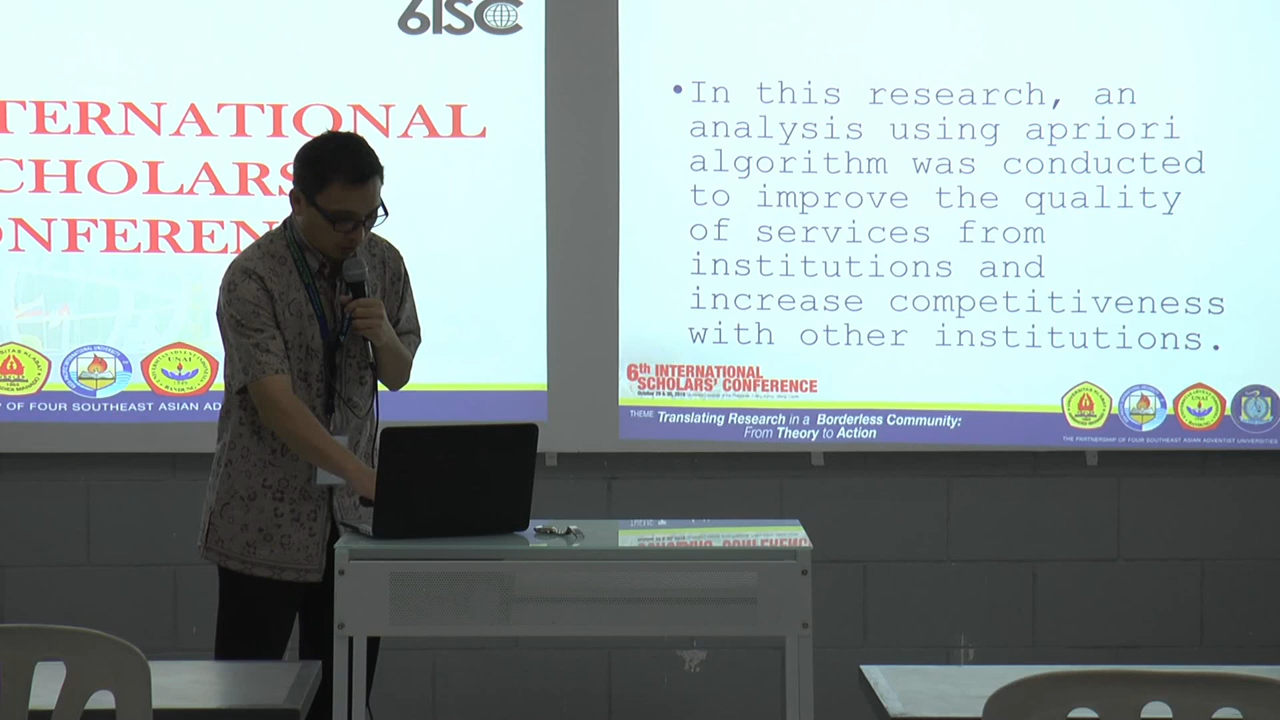 6ISC
TERNATIONAL
CHOLARS
ONFEREN
Y OF FOUR SOUTHEAST ASIAN AD
•In this research, an
analysis using apriori
algorithm was conducted
to improve the quality
of services from
institutions and
increase competitiveness
with other institutions.
6th INTERNATIONAL
SCHOLARS' CONFERENCE
THEME Translating Research in a Borderless Community:
From Theory to Action
THE PARTNERSHIP OF FOUR SOUTHEAST ASIAN ADVENTIST UNIVERSITIES
UNAI